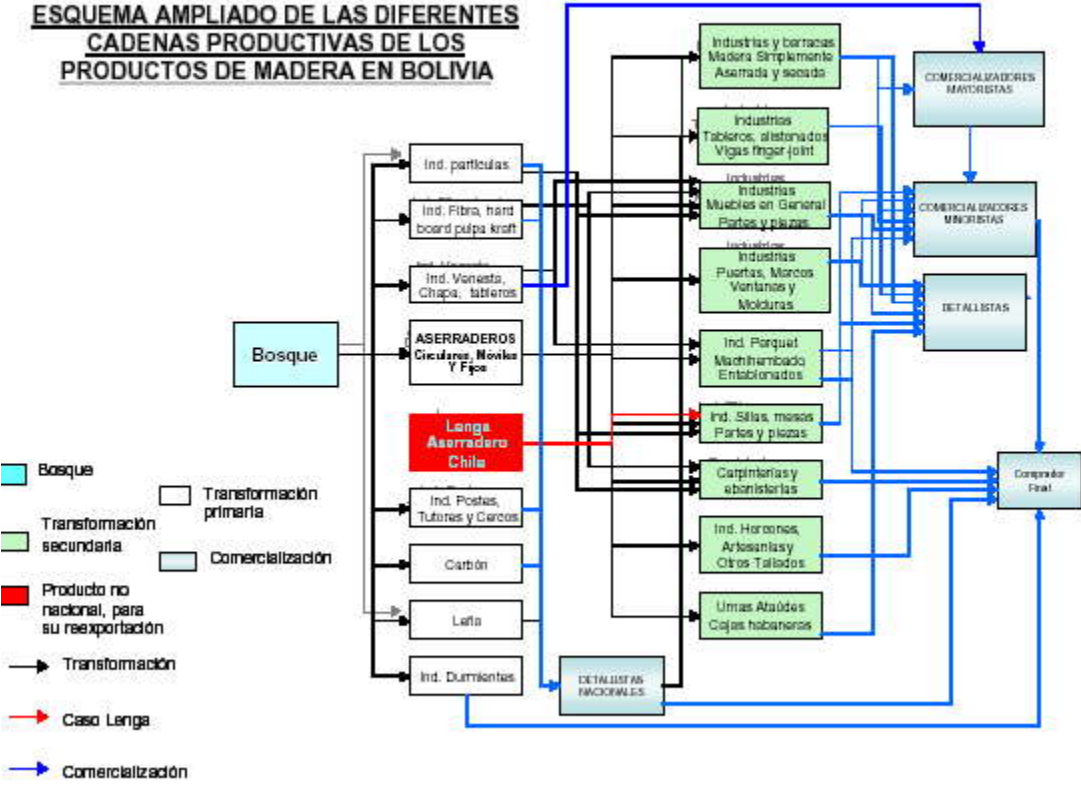 ESQUEMA AMPLIADO DE LAS DIFERENTES
CADENAS PRODUCTIVAS DE LOS
PRODUCTOS DE MADERA EN BOLIVIA
Bosque
Ind. partículas
Ind. Fibra, hard
board pulpa kraft
Ind. Venesta,
Chapa, tableros
ASERRADEROS
Circulares, Móviles
Y Fijos
Lenga
Aserradero
Chile
Ind. Postes,
Tutores y Cercos
Carbón
Leña
Ind. Durmientes
DETALLISTAS
NACIONALES
Industrias y barracas
Madera Simplemente
Aserrada y secado
Industrias
Tableros, alistonados
Vigas finger-joint
Industrias
Industrias
Muebles en General
Partes y piezas
Industrias
Industrias
Puertas, Marcos
Ventanas y
Molduras
Ind. Parquet
Machihembado
Entablonados
Ind. Sillas, mesas
Partes y piezas
Carpinterías y
ebanisterías
Ind. Horcones,
Artesanías y
Otros Tallados
Urnas Ataúdes
Cajas habaneras
COMERCIALIZADORES
MAYORISTAS
COMERCIALIZADORES
MINORISTAS
DETALLISTAS
Comprador
Final
Bosque
Transformación
primaria
Transformación
secundaria
Comercialización
Producto no
nacional, para
su reexportación
Transformación
Caso Lenga
Comercialización